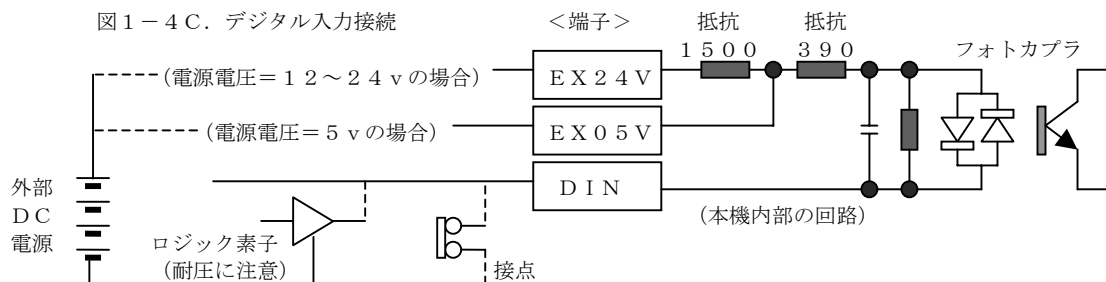 図1-4C. デジタル入力接続
<端子>
抵抗
1500
抵抗
390
フォトカプラ
(電源電圧=12~24vの場合)
EX24V
(電源電圧=5vの場合)
EX05V
DIN
外部
DC
電源
(本機内部の回路)
ロジック素子
(耐圧に注意)
接点